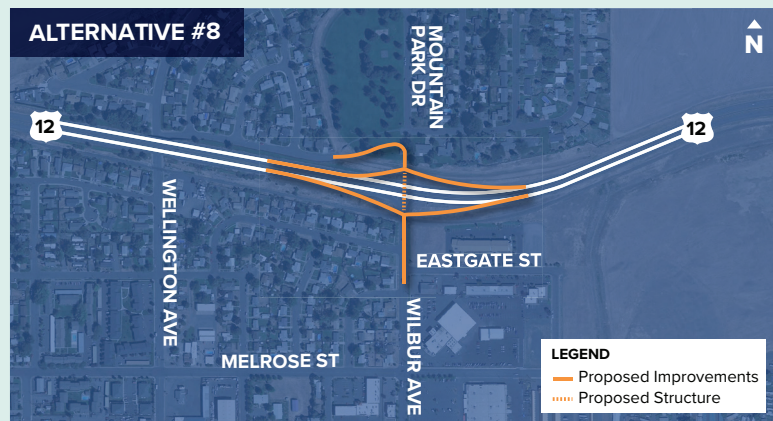 ALTERNATIVE #8
MOUNTAIN
PARK DR
N
12
12
WELLINGTON AVE
EASTGATE ST
WILBUR AVE
MELROSE ST
LEGEND
Proposed Improvements
Proposed Structure